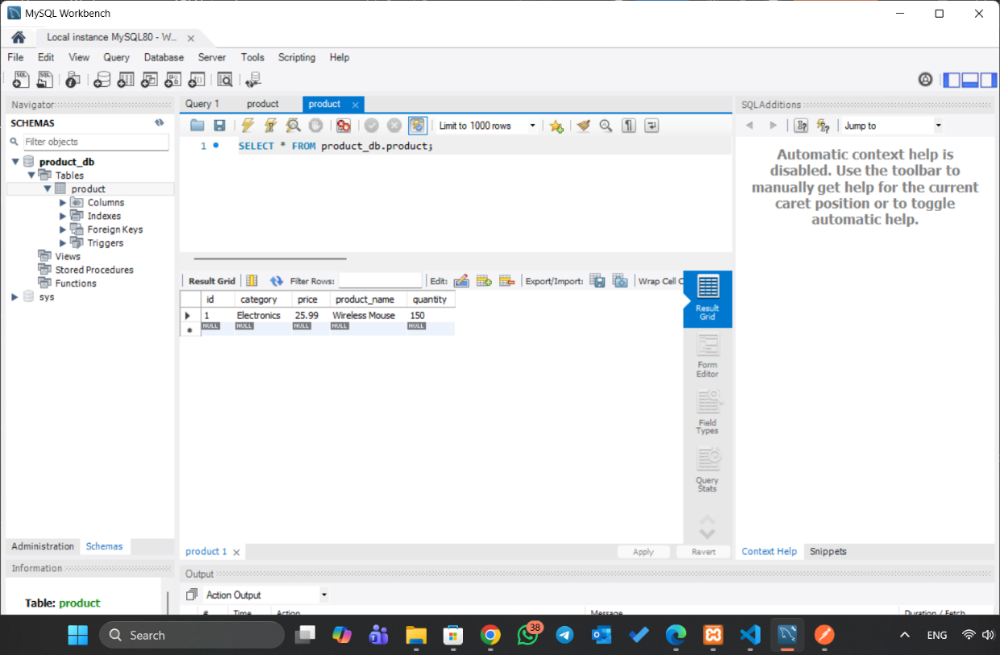 MySQL Workbench
Local instance MySQL80 - W...
File Edit View Query Database Server Tools Scripting Help
Navigator
SCHEMAS
Filter objects
product_db
Tables
product
Columns
Indexes
Foreign Keys
Triggers
Views
Stored Procedures
Functions
sys
Administration Schemas
Information
Table: product
Query 1 product product
Limit to 1000 rows
1 SELECT * FROM product_db.product;
Result Grid Filter Rows: Edit: Export/Import: Wrap Cell C
id category price product_name quantity
1 Electronics 25.99 Wireless Mouse 150
NULL NULL NULL NULL NULL
Result
Grid
Form
Editor
Field
Types
Query
Stats
product 1 Apply Revert
Output
Action Output
# Time Action Message Duration / Fetch
SQLAdditions
Jump to
Automatic context help is
disabled. Use the toolbar to
manually get help for the current
caret position or to toggle
automatic help.
Context Help Snippets
Search 38 ENG